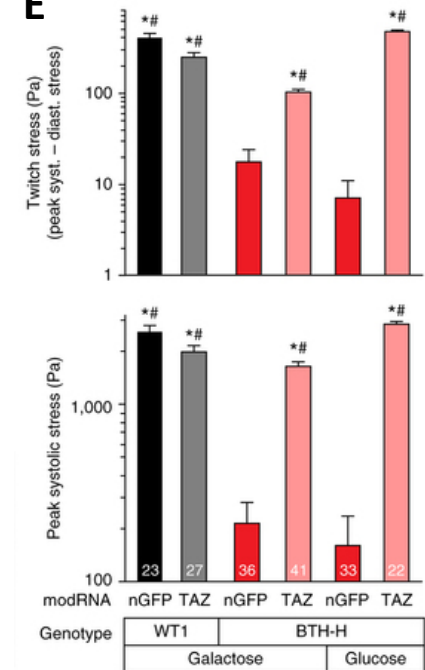 E
*#
*#
*#
*#
Twitch stress (Pa)
(peak syst. – diast. stress)
100
10
1
*#
*#
*#
*#
Peak systolic stress (Pa)
1,000
100
23 27 36 41 33 22
modRNA nGFP TAZ nGFP TAZ nGFP TAZ
Genotype WT1 BTH-H
Galactose Glucose